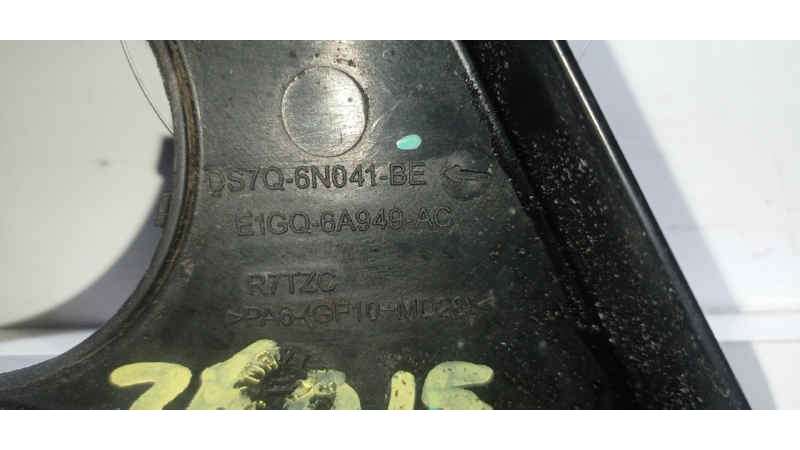 DS7Q-6N041-BE
E1GQ-6A949-AC
R7TZC
>PA6-(GF10+MD20)<